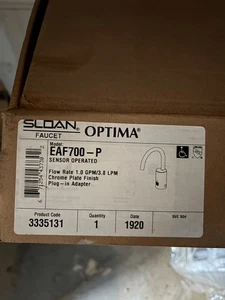 SLOAN
FAUCET
OPTIMA®
Model
EAF700-P
SENSOR OPERATED
Flow Rate 1.0 GPM/3.8 LPM
Chrome Plate Finish
Plug-in Adapter
Product Code
3335131
Quantity
1
Date
1920